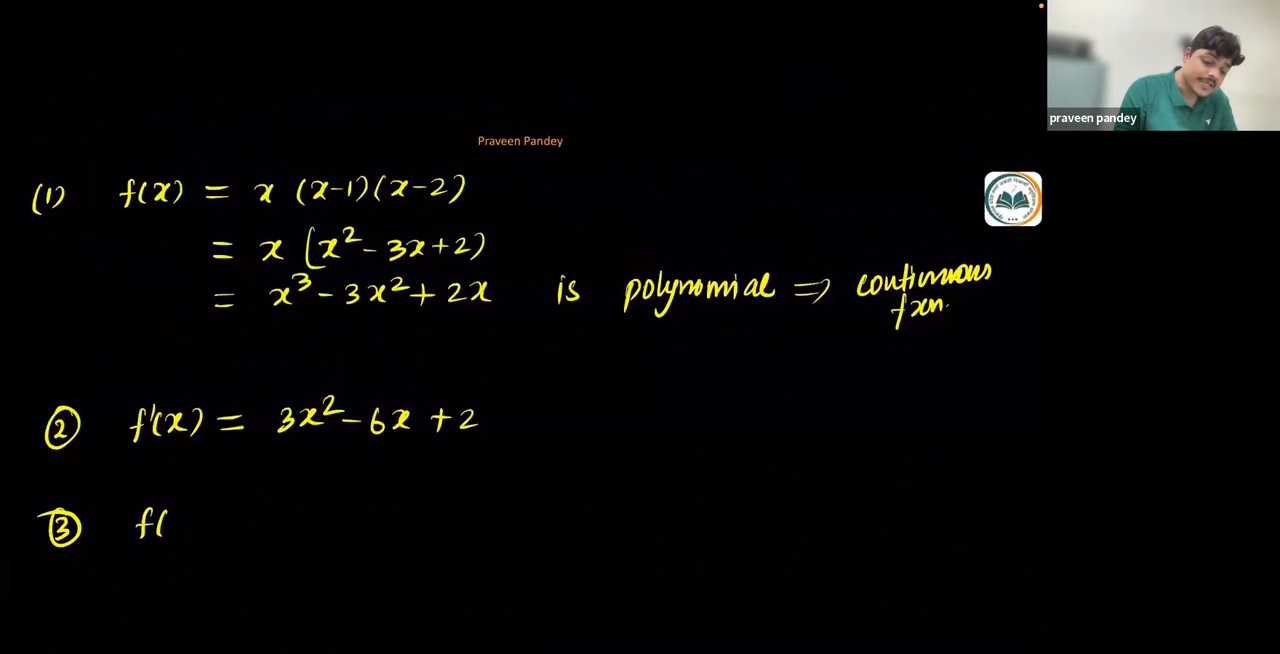 praveen pandey
Praveen Pandey
(1) f(x) = x (x-1)(x-2)
= x (x² - 3x + 2)
= x³ - 3x² + 2x is polynomial ⇒ continuous
fxn.
② f'(x) = 3x² - 6x + 2
③ f(